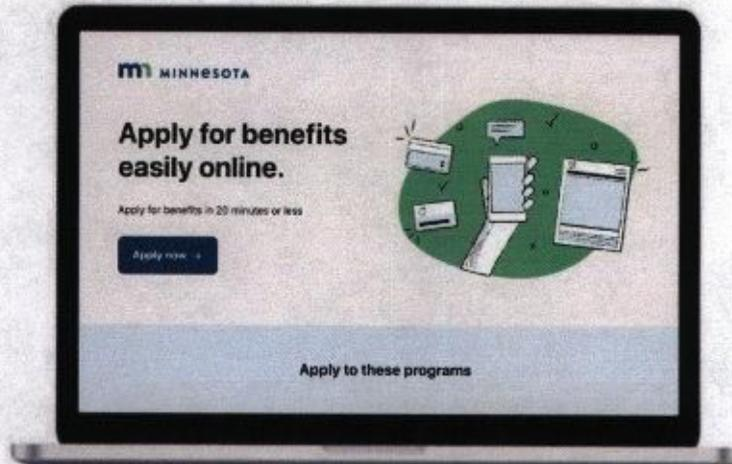 mn MINNESOTA
Apply for benefits
easily online.
Apply for benefits in 20 minutes or less
Apply now →
Apply to these programs